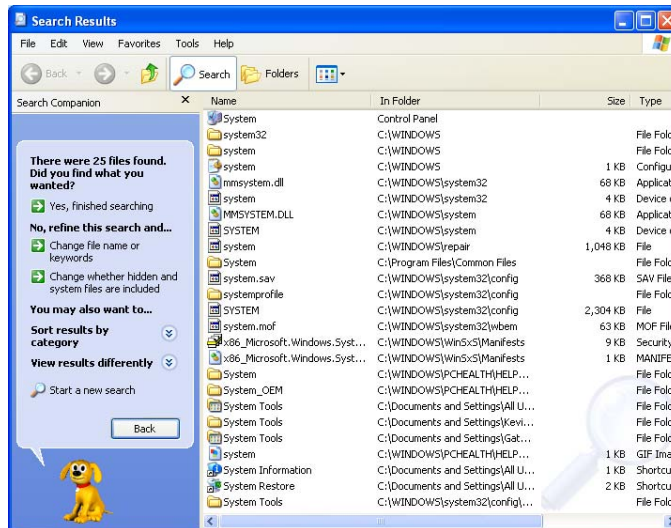 Search Results
File Edit View Favorites Tools Help
Back Search Folders
Search Companion
There were 25 files found.
Did you find what you
wanted?
Yes, finished searching
No, refine this search and...
Change file name or
keywords
Change whether hidden and
system files are included
You may also want to...
Sort results by
category
View results differently
Start a new search
Back
Name In Folder Size Type
System Control Panel
system32 C:\WINDOWS File Fold
system C:\WINDOWS File Fold
system C:\WINDOWS 1 KB Configu
mmsystem.dll C:\WINDOWS\system32 68 KB Applicat
system C:\WINDOWS\system32 4 KB Device
MMSYSTEM.DLL C:\WINDOWS\system 68 KB Applicat
SYSTEM C:\WINDOWS\system 4 KB Device
system C:\WINDOWS\repair 1,048 KB File
System C:\Program Files\Common Files File Fold
system.sav C:\WINDOWS\system32\config 368 KB SAV File
systemprofile C:\WINDOWS\system32\config File Fold
SYSTEM C:\WINDOWS\system32\config 2,304 KB File
system.mof C:\WINDOWS\system32\wbem 63 KB MOF File
x86_Microsoft.Windows.Syst... C:\WINDOWS\WinSxS\Manifests 9 KB Security
x86_Microsoft.Windows.Syst... C:\WINDOWS\WinSxS\Manifests 1 KB MANIFE
System C:\WINDOWS\PCHEALTH\HELP... File Fold
System_OEM C:\WINDOWS\PCHEALTH\HELP... File Fold
System Tools C:\Documents and Settings\All U... File Fold
System Tools C:\Documents and Settings\Kevi... File Fold
System Tools C:\Documents and Settings\Gat... File Fold
system C:\WINDOWS\PCHEALTH\HELP... 1 KB GIF Ima
System Information C:\Documents and Settings\All U... 1 KB Shortcu
System Restore C:\Documents and Settings\All U... 2 KB Shortcu
System Tools C:\WINDOWS\system32\config\... File Fold